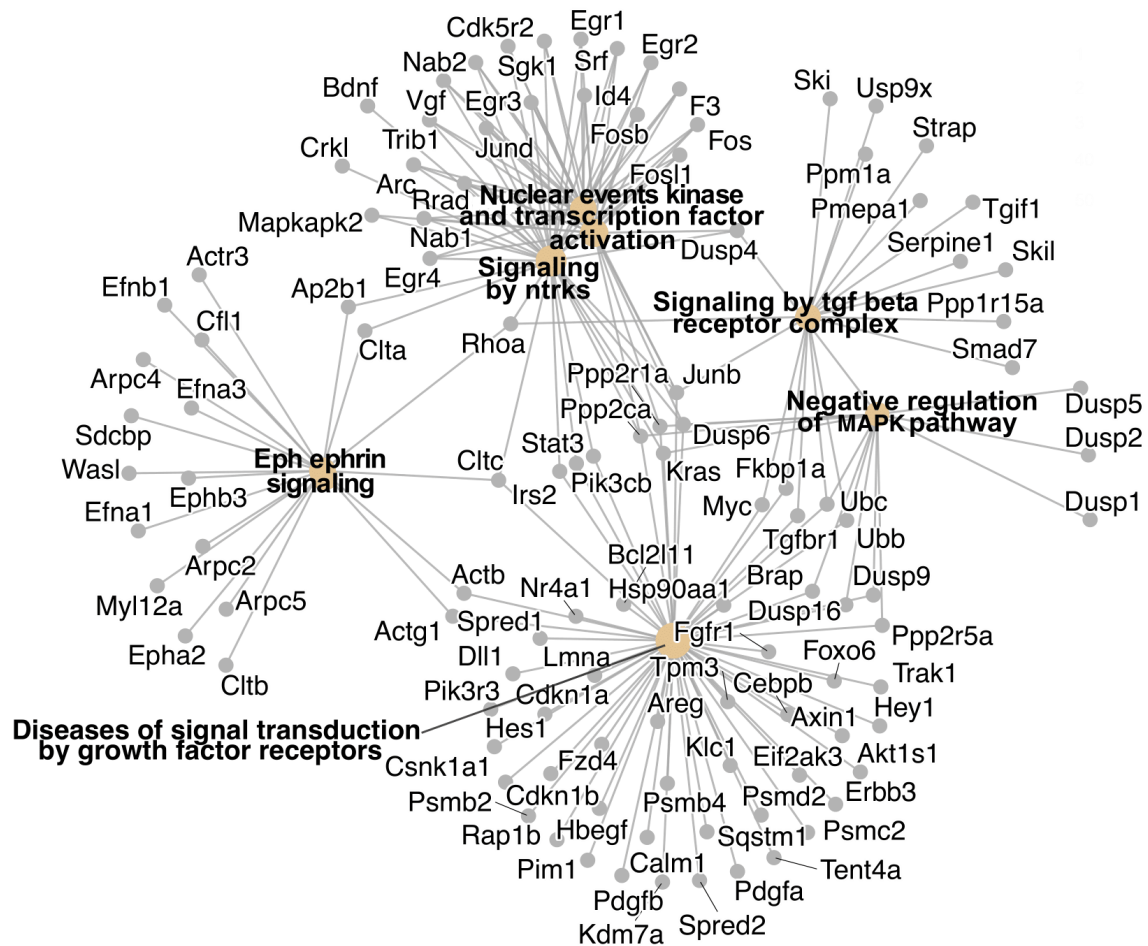 Egr1
Cdk5r2
Egr2
Nab2
Sgk1
Srf
Bdnf
Vgf
Egr3
Id4
F3
Ski
Usp9x
Trib1
Jund
Fosb
Fos
Strap
Crkl
Fosl1
Ppm1a
Arc
Rrad
Nuclear events kinase
and transcription factor
activation
Mapkapk2
Nab1
Dusp4
Pmepa1
Tgif1
Serpine1
Skil
Actr3
Egr4
Signaling
by ntrks
Efnb1
Ap2b1
Signaling by tgf beta
receptor complex
Ppp1r15a
Cfl1
Clta
Rhoa
Smad7
Arpc4
Efna3
Ppp2r1a
Junb
Negative regulation
of MAPK pathway
Dusp5
Ppp2ca
Sdcbp
Dusp6
Dusp2
Stat3
Wasl
Eph ephrin
signaling
Cltc
Kras
Fkbp1a
Ephb3
Irs2
Pik3cb
Myc
Ubc
Dusp1
Efna1
Tgfbr1
Ubb
Arpc2
Bcl2l11
Actb
Nr4a1
Hsp90aa1
Brap
Dusp9
Myl12a
Arpc5
Dusp16
Actg1
Spred1
Fgfr1
Ppp2r5a
Epha2
Dll1
Lmna
Tpm3
Foxo6
Cltb
Trak1
Pik3r3
Cdkn1a
Areg
Cebpb
Axin1
Hey1
Diseases of signal transduction
by growth factor receptors
Hes1
Klc1
Eif2ak3
Akt1s1
Csnk1a1
Fzd4
Psmb2
Cdkn1b
Psmb4
Psmd2
Erbb3
Rap1b
Hbegf
Sqstm1
Psmc2
Pim1
Calm1
Tent4a
Pdgfb
Pdgfa
Kdm7a
Spred2